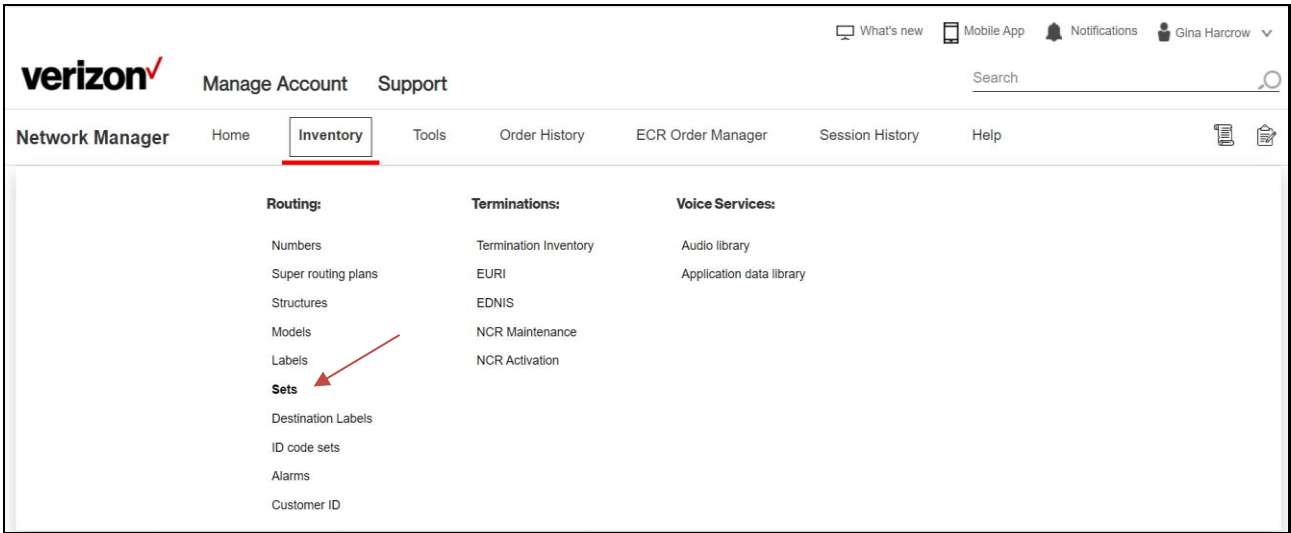 What's new Mobile App Notifications Gina Harcrow
verizon Manage Account Support Search
Network Manager Home Inventory Tools Order History ECR Order Manager Session History Help
Routing: Terminations: Voice Services:
Numbers Termination Inventory Audio library
Super routing plans EURI Application data library
Structures EDNIS
Models NCR Maintenance
Labels NCR Activation
Sets
Destination Labels
ID code sets
Alarms
Customer ID